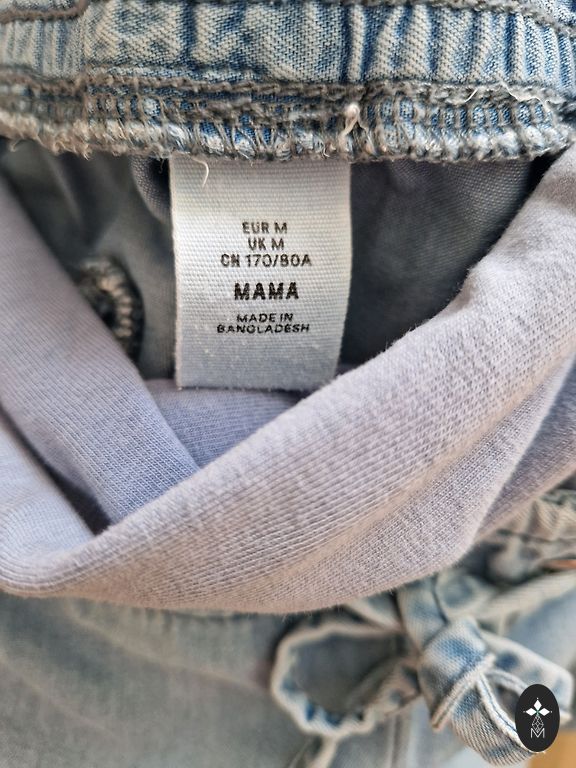 EUR M
UK M
CN 170/80A
MAMA
MADE IN
BANGLADESH
M